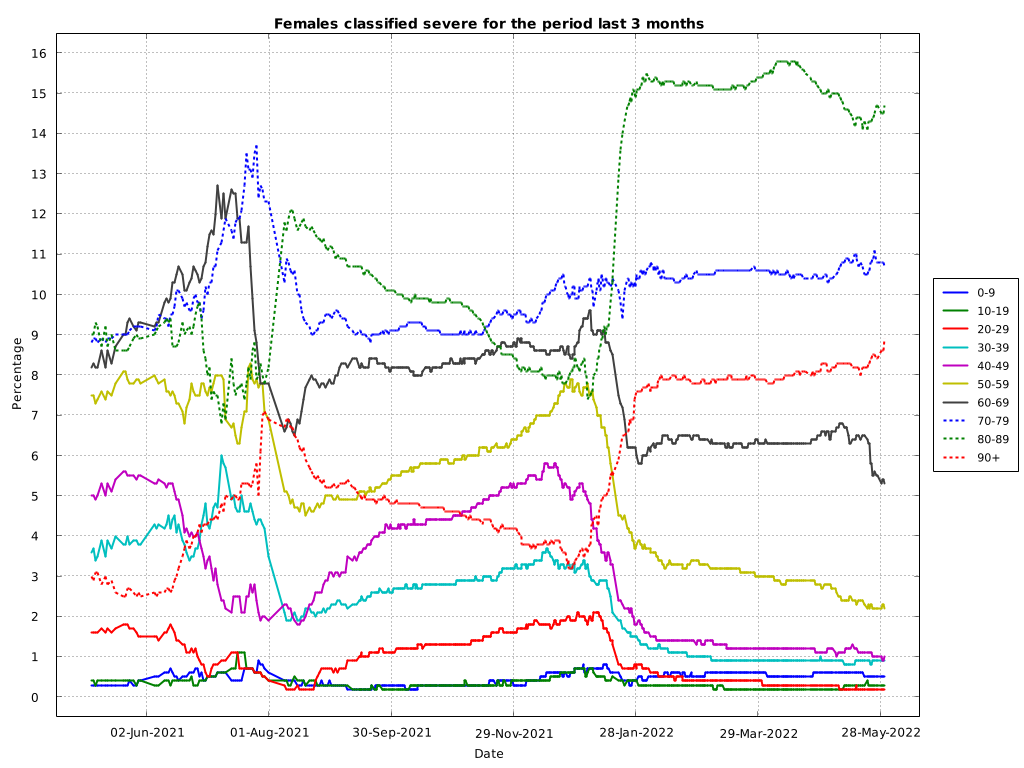 Females classified severe for the period last 3 months
16
15
14
13
12
11
10
9
8
7
6
5
4
3
2
1
0
Percentage
02-Jun-2021
01-Aug-2021
30-Sep-2021
29-Nov-2021
28-Jan-2022
29-Mar-2022
28-May-2022
Date
0-9
10-19
20-29
30-39
40-49
50-59
60-69
70-79
80-89
90+